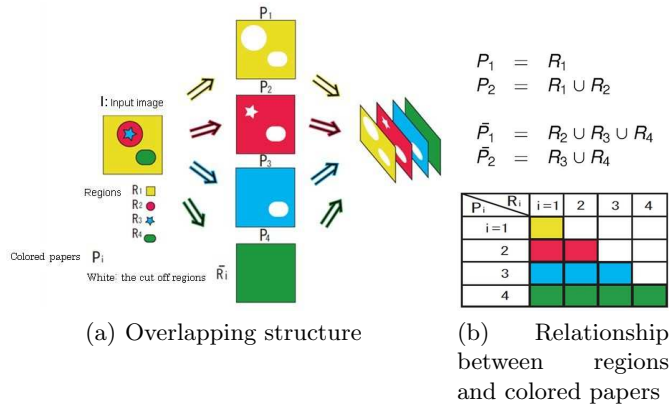 P1
I: Input image
P2
P3
Regions R1
R2
R3
R4
P4
Colored papers Pi
White: the cut off regions R̄i
(a) Overlapping structure
P1 = R1
P2 = R1 ∪ R2
P̄1 = R2 ∪ R3 ∪ R4
P̄2 = R3 ∪ R4
Pi Ri i=1 2 3 4
i=1
2
3
4
(b) Relationship
between regions
and colored papers